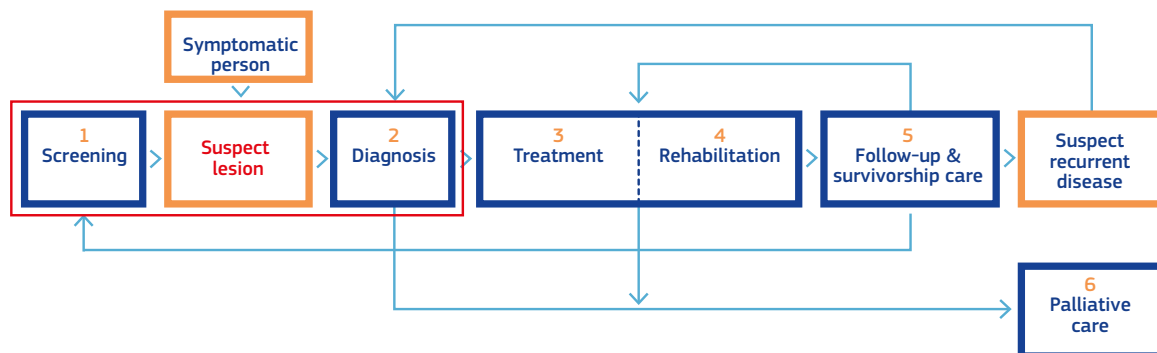 Symptomatic
person
1
Screening
Suspect
lesion
2
Diagnosis
3
Treatment
4
Rehabilitation
5
Follow-up &
survivorship care
Suspect
recurrent
disease
6
Palliative
care